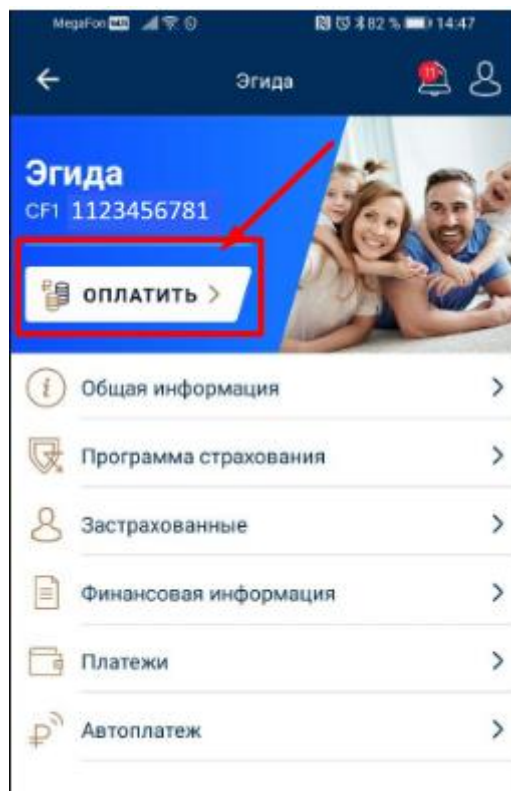 MegaFon 82 % 14:47
Эгида
11
Эгида
CF1 1123456781
ОПЛАТИТЬ >
Общая информация
Программа страхования
Застрахованные
Финансовая информация
Платежи
Автоплатеж